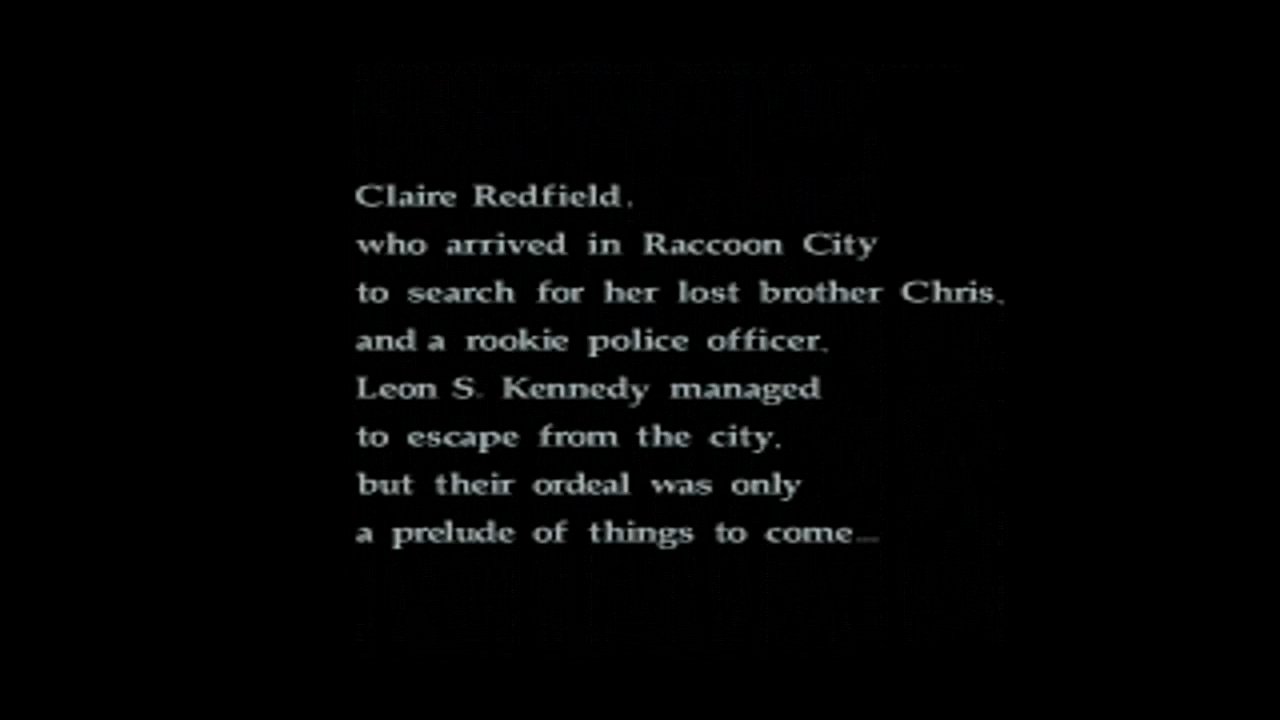 Claire Redfield,
who arrived in Raccoon City
to search for her lost brother Chris,
and a rookie police officer,
Leon S. Kennedy managed
to escape from the city,
but their ordeal was only
a prelude of things to come...